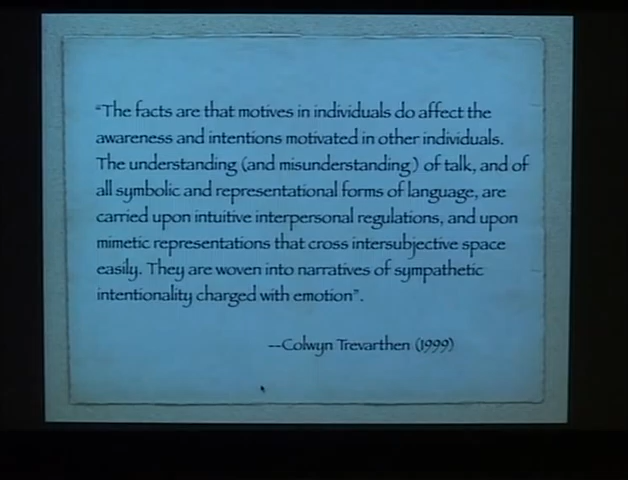 “The facts are that motives in individuals do affect the
awareness and intentions motivated in other individuals.
The understanding (and misunderstanding) of talk, and of
all symbolic and representational forms of language, are
carried upon intuitive interpersonal regulations, and upon
mimetic representations that cross intersubjective space
easily. They are woven into narratives of sympathetic
intentionality charged with emotion”.
--Colwyn Trevarthen (1999)